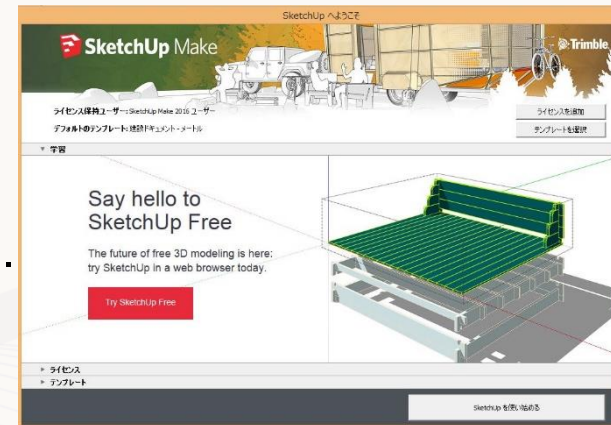 SketchUp へようこそ
SketchUp Make
Trimble
ライセンス保持ユーザー: SketchUp Make 2016 ユーザー
ライセンスを追加
デフォルトのテンプレート: 建設ドキュメント - メートル
テンプレートを選択
▼ 学習
Say hello to
SketchUp Free
The future of free 3D modeling is here:
try SketchUp in a web browser today.
Try SketchUp Free
▶ ライセンス
▶ テンプレート
SketchUp を使い始める